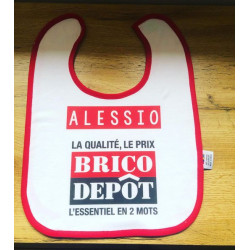 ALESSIO
LA QUALITÉ, LE PRIX
BRICO
DEPÔT
L'ESSENTIEL EN 2 MOTS